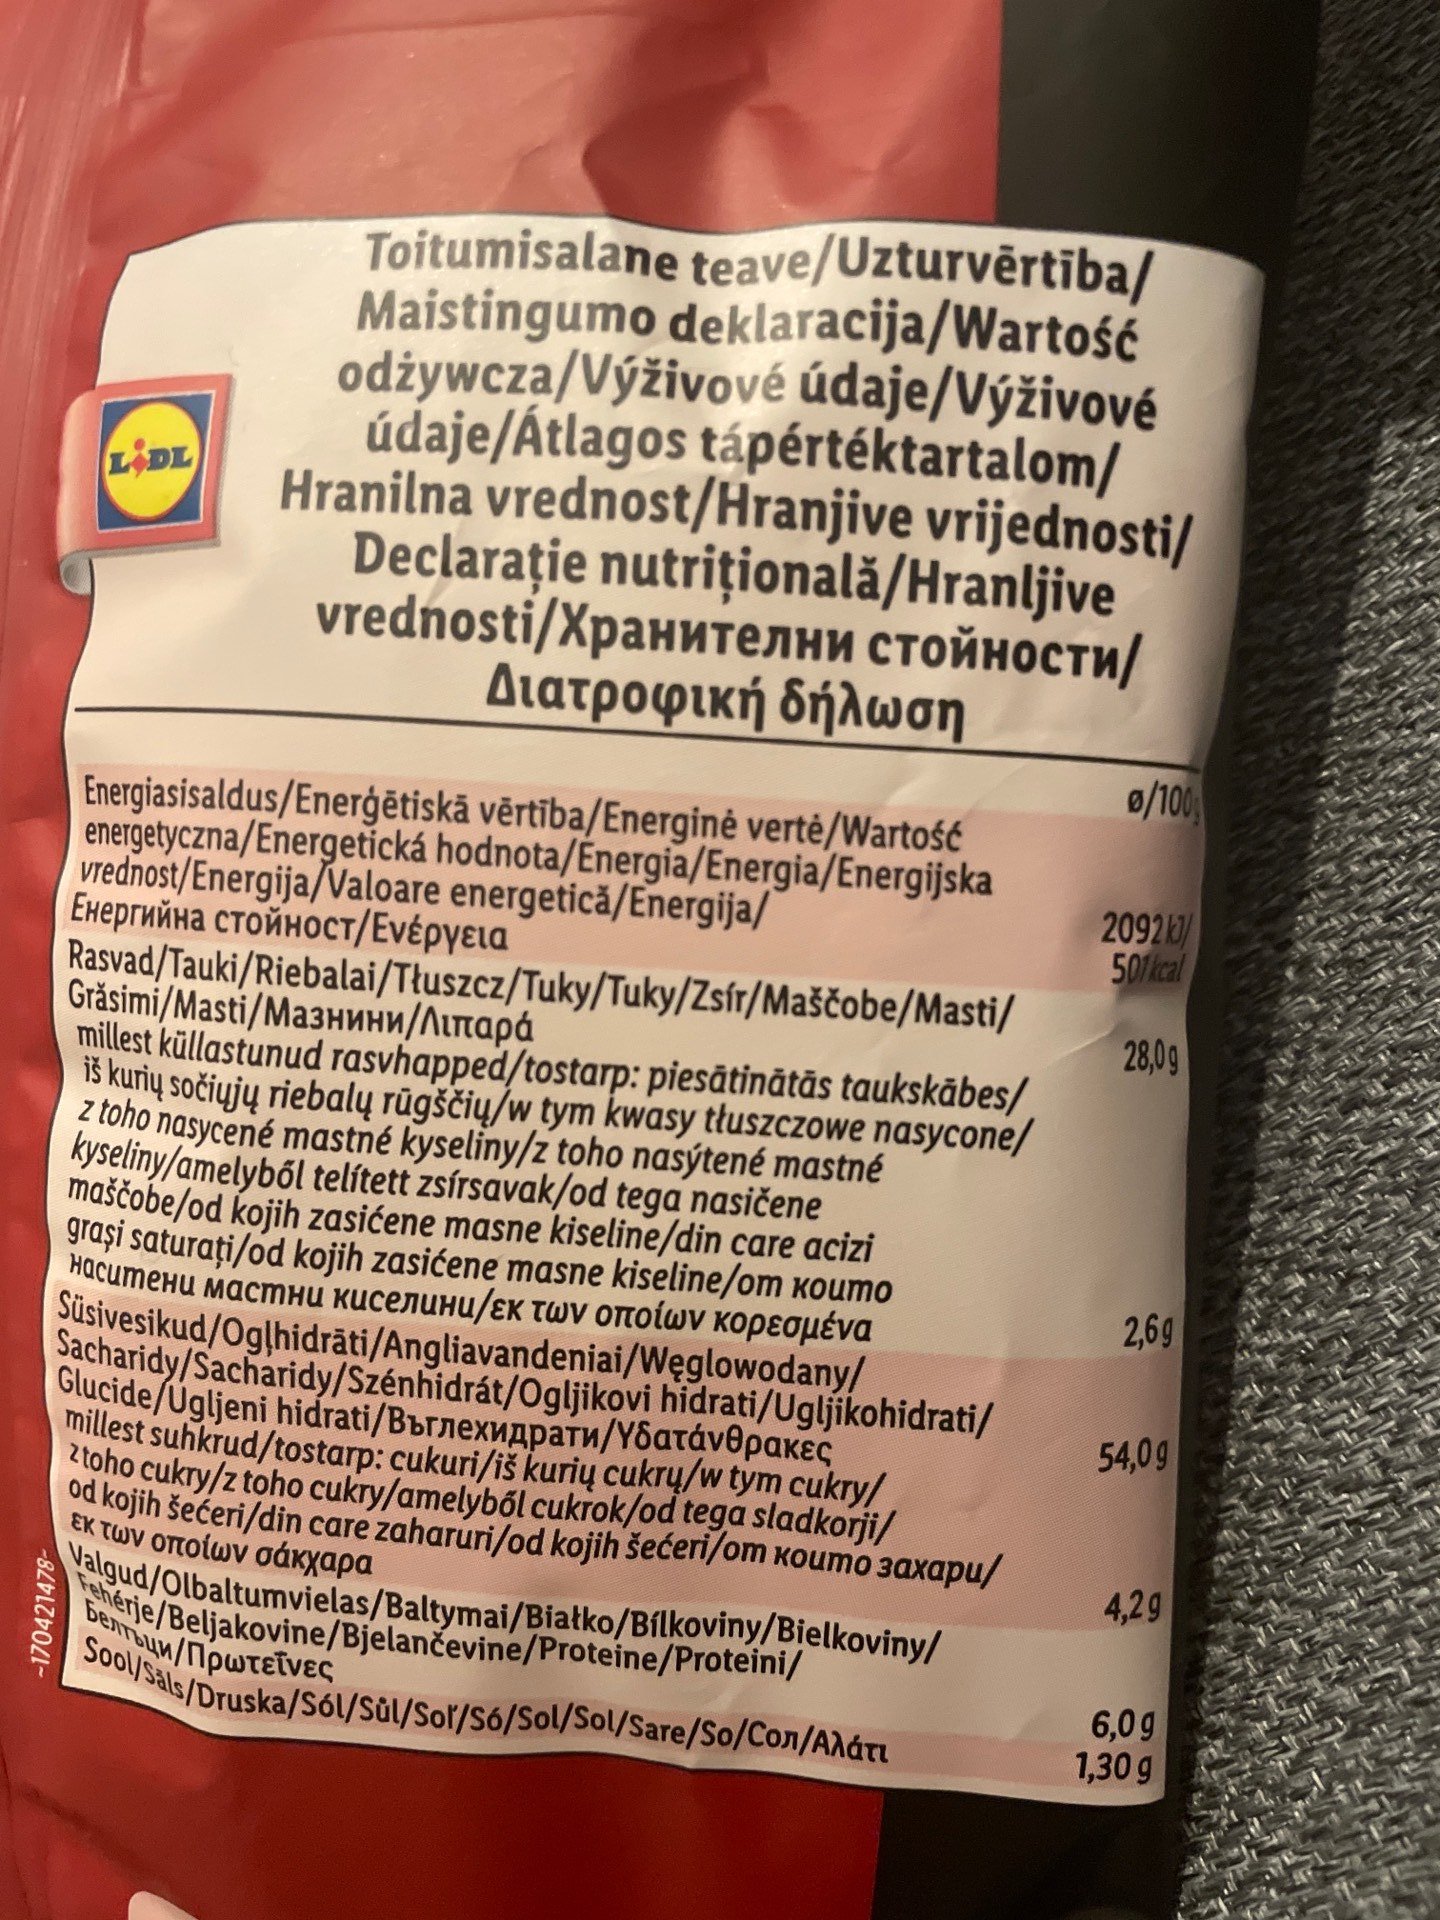 Toitumisalane teave/Uzturvērtība/
Maistingumo deklaracija/Wartość
odżywcza/Výživové údaje/Výživové
údaje/Átlagos tápértéktartalom/
Hranilna vrednost/Hranjive vrijednosti/
Declarație nutrițională/Hranljive
vrednosti/Хранителни стойности/
Διατροφική δήλωση
LIDL
ø/100g
Energiasisaldus/Enerģētiskā vērtība/Energinė vertė/Wartość
energetyczna/Energetická hodnota/Energia/Energia/Energijska
vrednost/Energija/Valoare energetică/Energija/
Енергийна стойност/Ενέργεια
2092 kJ/
501 kcal
Rasvad/Tauki/Riebalai/Tłuszcz/Tuky/Tuky/Zsír/Maščobe/Masti/
Grăsimi/Masti/Мазнини/Λιπαρά
28,0 g
millest küllastunud rasvhapped/tostarp: piesātinātās taukskābes/
iš kurių sočiųjų riebalų rūgščių/w tym kwasy tłuszczowe nasycone/
z toho nasycené mastné kyseliny/z toho nasýtené mastné
kyseliny/amelyből telített zsírsavak/od tega nasičene
maščobe/od kojih zasićene masne kiseline/din care acizi
grași saturați/od kojih zasićene masne kiseline/от които
наситени мастни киселини/εκ των οποίων κορεσμένα
2,6 g
Süsivesikud/Ogļhidrāti/Angliavandeniai/Węglowodany/
Sacharidy/Sacharidy/Szénhidrát/Ogljikovi hidrati/Ugljikohidrati/
Glucide/Ugljeni hidrati/Въглехидрати/Υδατάνθρακες
54,0 g
millest suhkrud/tostarp: cukuri/iš kurių cukrų/w tym cukry/
z toho cukry/z toho cukry/amelyből cukrok/od tega sladkorji/
od kojih šećeri/din care zaharuri/od kojih šećeri/от които захари/
εκ των οποίων σάκχαρα
4,2 g
Valgud/Olbaltumvielas/Baltymai/Białko/Bílkoviny/Bielkoviny/
Fehérje/Beljakovine/Bjelančevine/Proteine/Proteini/
Белтъци/Πρωτεΐνες
6,0 g
Sool/Sāls/Druska/Sól/Sůl/Soľ/Só/Sol/Sol/Sare/So/Сол/Αλάτι
1,30 g
-170421478-